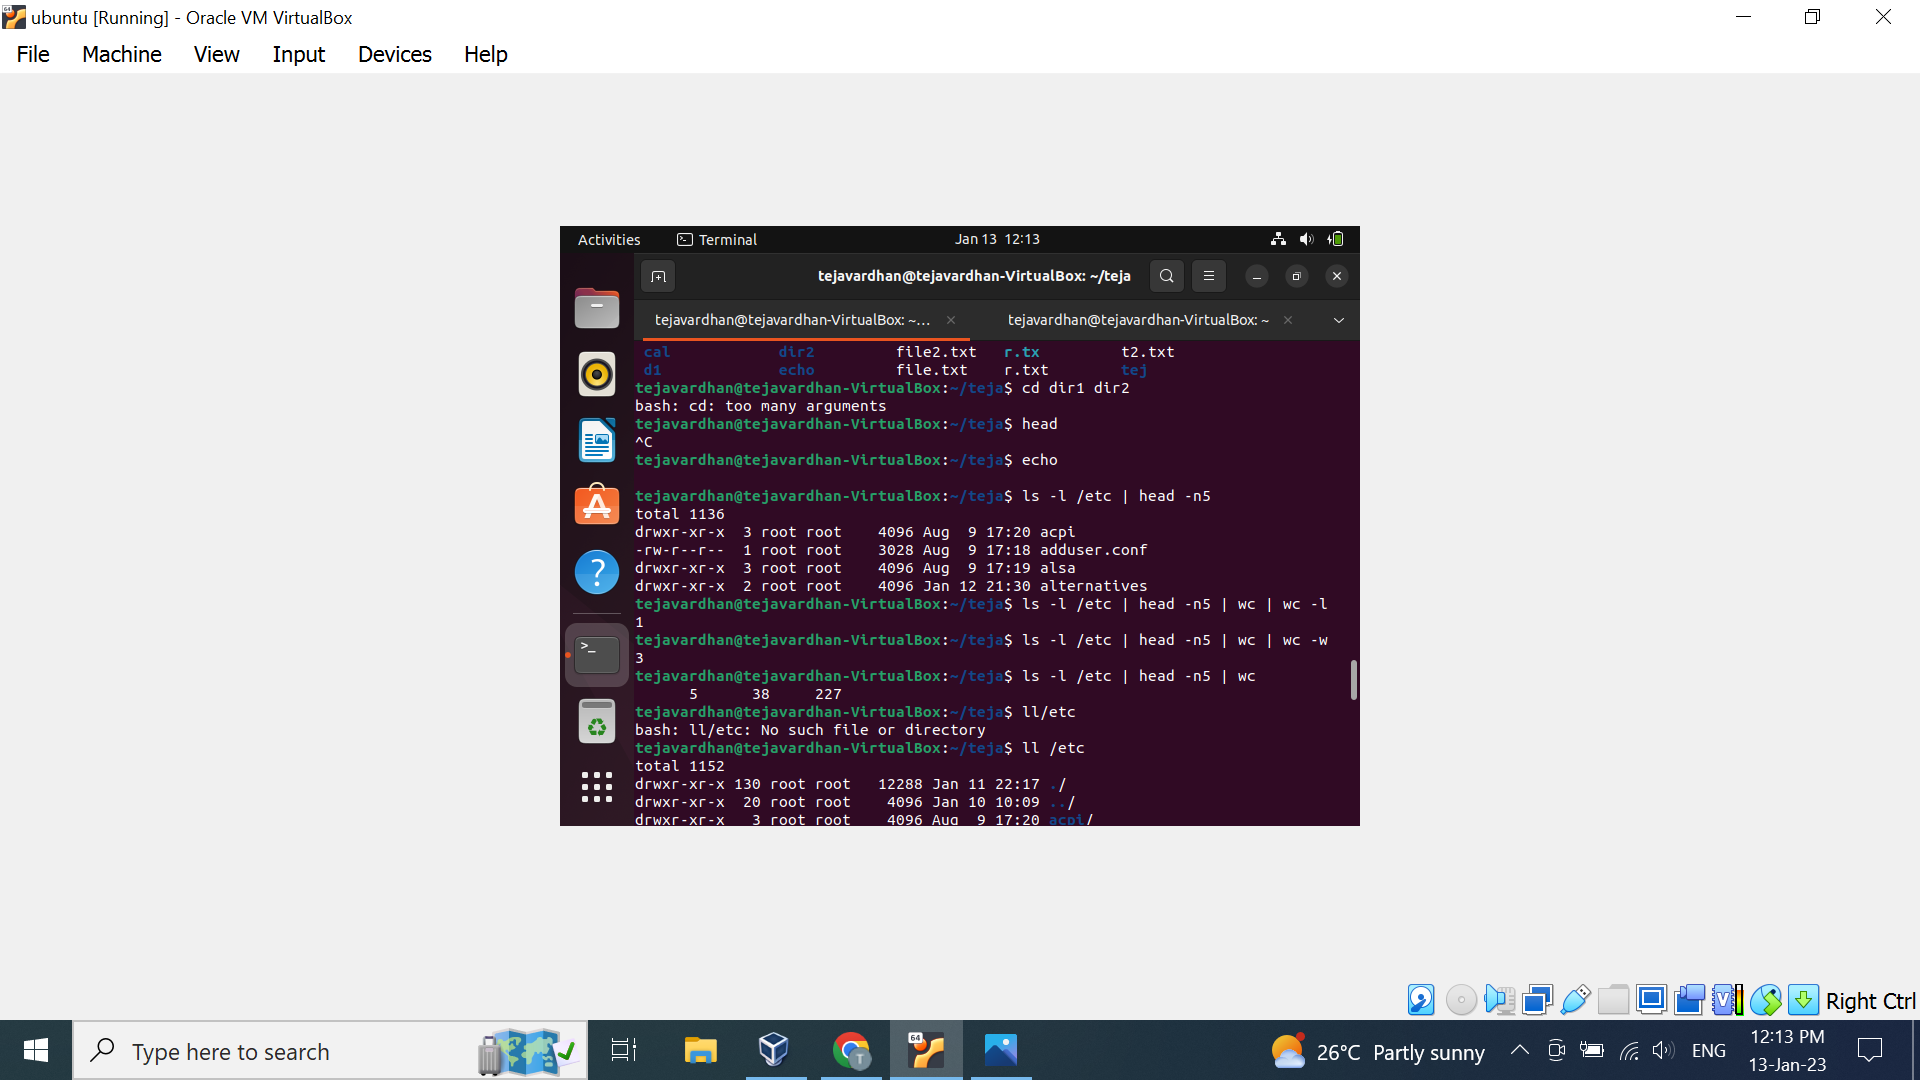 ubuntu [Running] - Oracle VM VirtualBox
File Machine View Input Devices Help
Activities Terminal Jan 13 12:13
tejavardhan@tejavardhan-VirtualBox: ~/teja
tejavardhan@tejavardhan-VirtualBox: ~... tejavardhan@tejavardhan-VirtualBox: ~
cal dir2 file2.txt r.tx t2.txt
d1 echo file.txt r.txt tej
tejavardhan@tejavardhan-VirtualBox:~/teja$ cd dir1 dir2
bash: cd: too many arguments
tejavardhan@tejavardhan-VirtualBox:~/teja$ head
^C
tejavardhan@tejavardhan-VirtualBox:~/teja$ echo
tejavardhan@tejavardhan-VirtualBox:~/teja$ ls -l /etc | head -n5
total 1136
drwxr-xr-x 3 root root 4096 Aug 9 17:20 acpi
-rw-r--r-- 1 root root 3028 Aug 9 17:18 adduser.conf
drwxr-xr-x 3 root root 4096 Aug 9 17:19 alsa
drwxr-xr-x 2 root root 4096 Jan 12 21:30 alternatives
tejavardhan@tejavardhan-VirtualBox:~/teja$ ls -l /etc | head -n5 | wc | wc -l
1
tejavardhan@tejavardhan-VirtualBox:~/teja$ ls -l /etc | head -n5 | wc | wc -w
3
tejavardhan@tejavardhan-VirtualBox:~/teja$ ls -l /etc | head -n5 | wc
5 38 227
tejavardhan@tejavardhan-VirtualBox:~/teja$ ll/etc
bash: ll/etc: No such file or directory
tejavardhan@tejavardhan-VirtualBox:~/teja$ ll /etc
total 1152
drwxr-xr-x 130 root root 12288 Jan 11 22:17 ./
drwxr-xr-x 20 root root 4096 Jan 10 10:09 ../
drwxr-xr-x 3 root root 4096 Aug 9 17:20 acpi/
Right Ctrl
Type here to search
64
T
26°C Partly sunny
ENG
12:13 PM
13-Jan-23